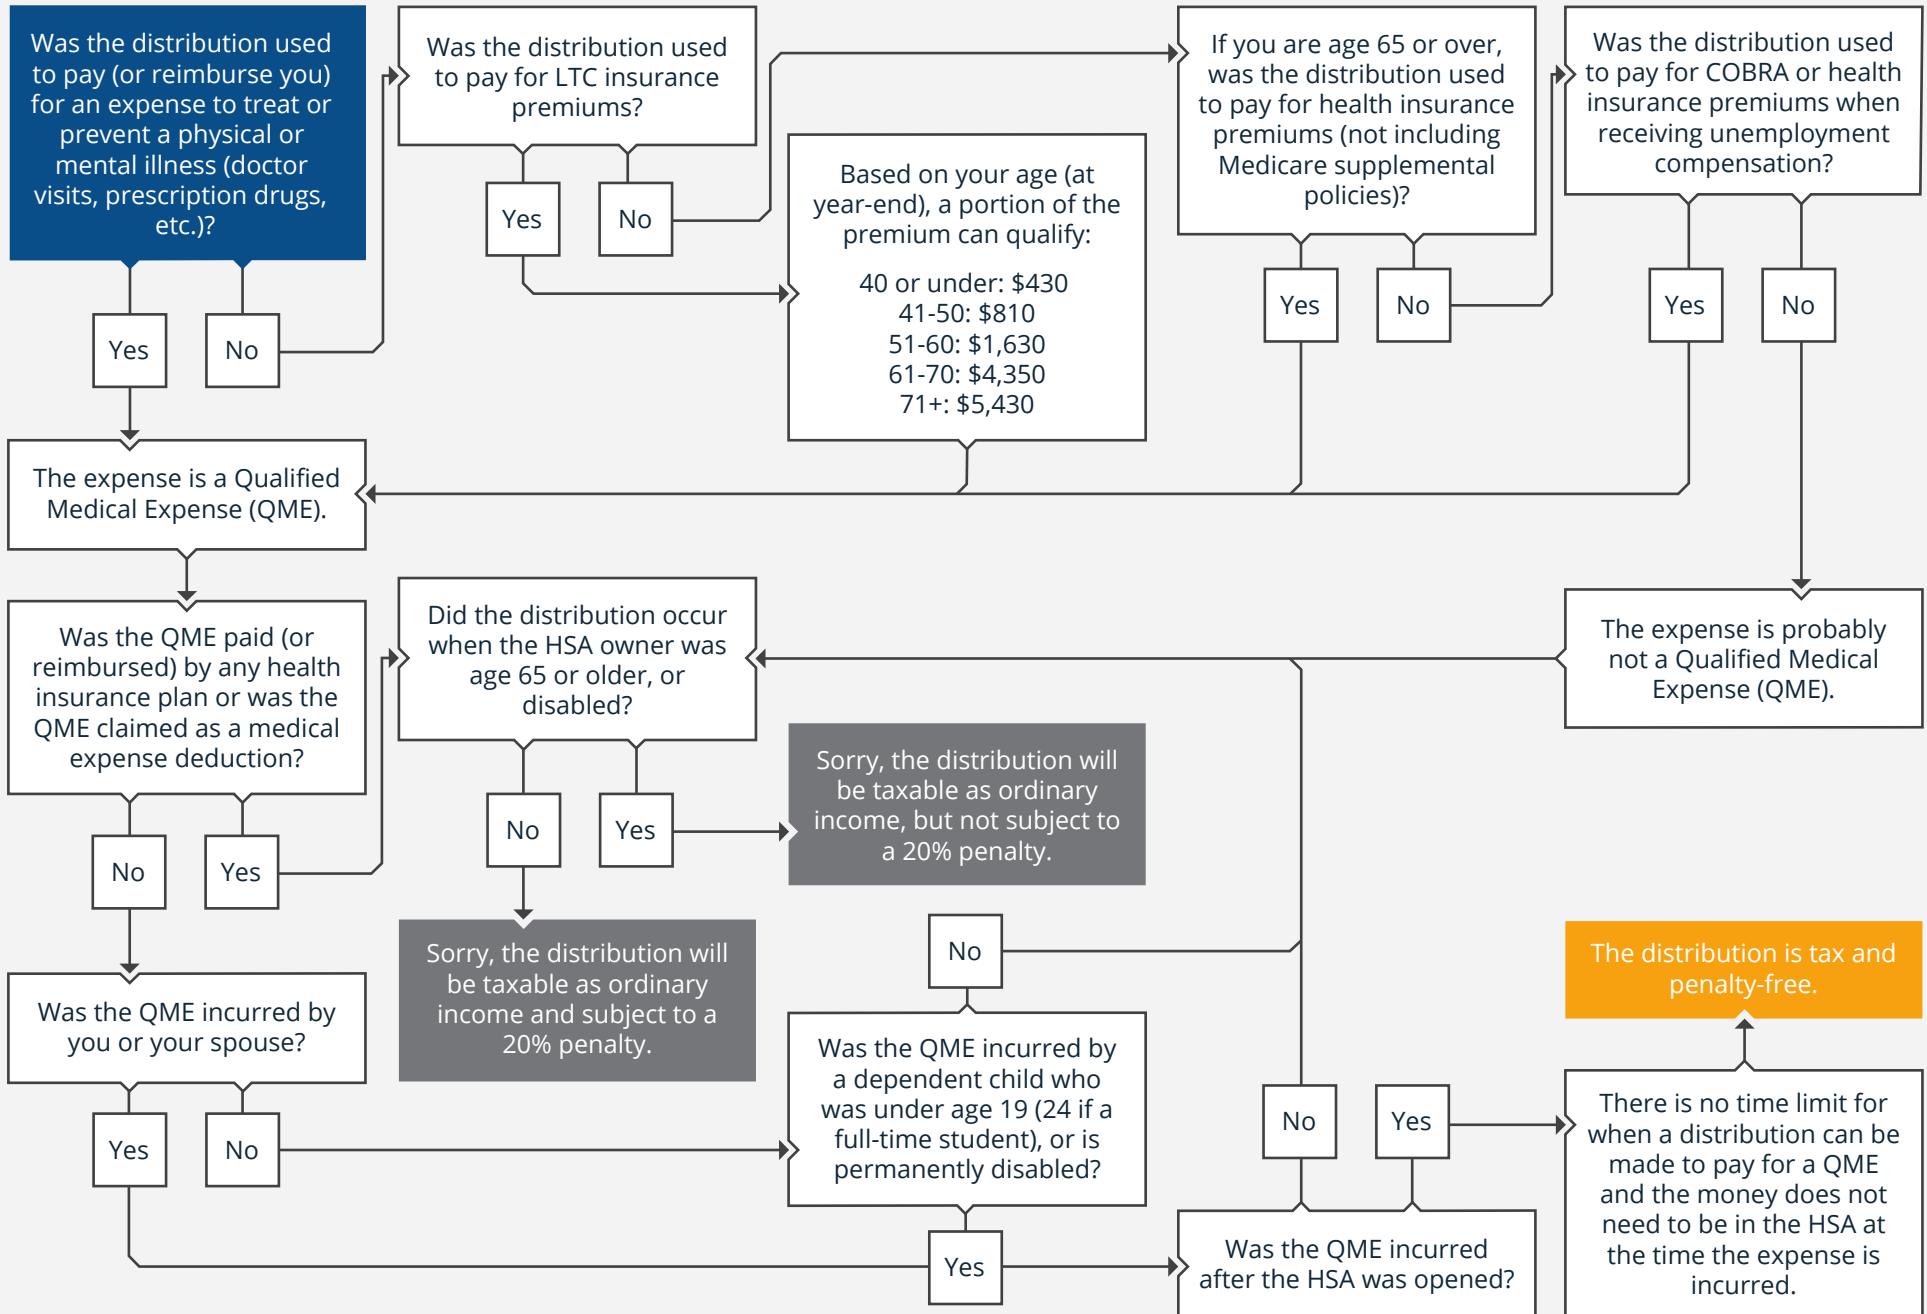 Was the distribution used
to pay (or reimburse you)
for an expense to treat or
prevent a physical or
mental illness (doctor
visits, prescription drugs,
etc.)?
Yes
No
Was the distribution used
to pay for LTC insurance
premiums?
Yes
No
Based on your age (at
year-end), a portion of the
premium can qualify:
40 or under: $430
41-50: $810
51-60: $1,630
61-70: $4,350
71+: $5,430
If you are age 65 or over,
was the distribution used
to pay for health insurance
premiums (not including
Medicare supplemental
policies)?
Yes
No
Was the distribution used
to pay for COBRA or health
insurance premiums when
receiving unemployment
compensation?
Yes
No
The expense is a Qualified
Medical Expense (QME).
The expense is probably
not a Qualified Medical
Expense (QME).
Was the QME paid (or
reimbursed) by any health
insurance plan or was the
QME claimed as a medical
expense deduction?
No
Yes
Did the distribution occur
when the HSA owner was
age 65 or older, or
disabled?
No
Yes
Sorry, the distribution will
be taxable as ordinary
income, but not subject to
a 20% penalty.
Sorry, the distribution will
be taxable as ordinary
income and subject to a
20% penalty.
Was the QME incurred by
you or your spouse?
Yes
No
No
Was the QME incurred by
a dependent child who
was under age 19 (24 if a
full-time student), or is
permanently disabled?
Yes
No
Yes
Was the QME incurred
after the HSA was opened?
The distribution is tax and
penalty-free.
There is no time limit for
when a distribution can be
made to pay for a QME
and the money does not
need to be in the HSA at
the time the expense is
incurred.